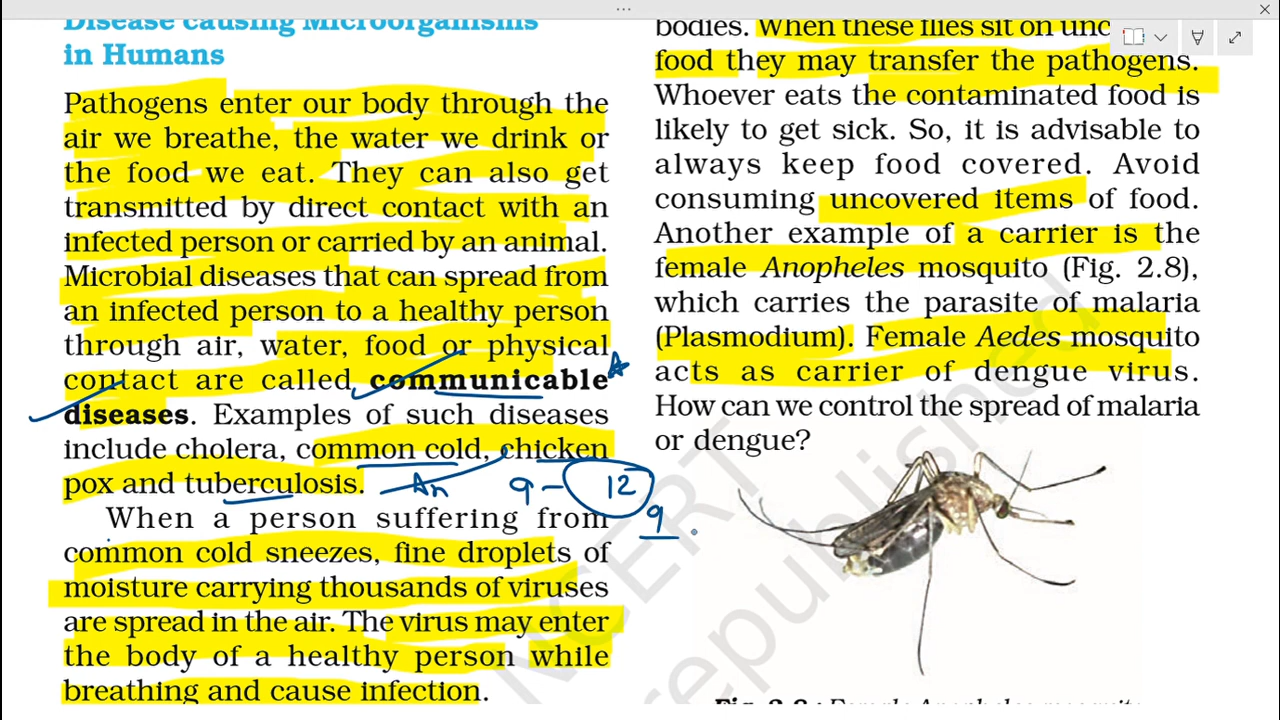 Disease causing Microorganisms
in Humans
Pathogens enter our body through the
air we breathe, the water we drink or
the food we eat. They can also get
transmitted by direct contact with an
infected person or carried by an animal.
Microbial diseases that can spread from
an infected person to a healthy person
through air, water, food or physical
contact are called communicable
diseases. Examples of such diseases
include cholera, common cold, chicken
pox and tuberculosis.
An 9 – 12
9
When a person suffering from
common cold sneezes, fine droplets of
moisture carrying thousands of viruses
are spread in the air. The virus may enter
the body of a healthy person while
breathing and cause infection.
bodies. When these flies sit on unc
food they may transfer the pathogens.
Whoever eats the contaminated food is
likely to get sick. So, it is advisable to
always keep food covered. Avoid
consuming uncovered items of food.
Another example of a carrier is the
female Anopheles mosquito (Fig. 2.8),
which carries the parasite of malaria
(Plasmodium). Female Aedes mosquito
acts as carrier of dengue virus.
How can we control the spread of malaria
or dengue?
NCERT
republished
Fig. 2.8 : Female Anopheles mosquito